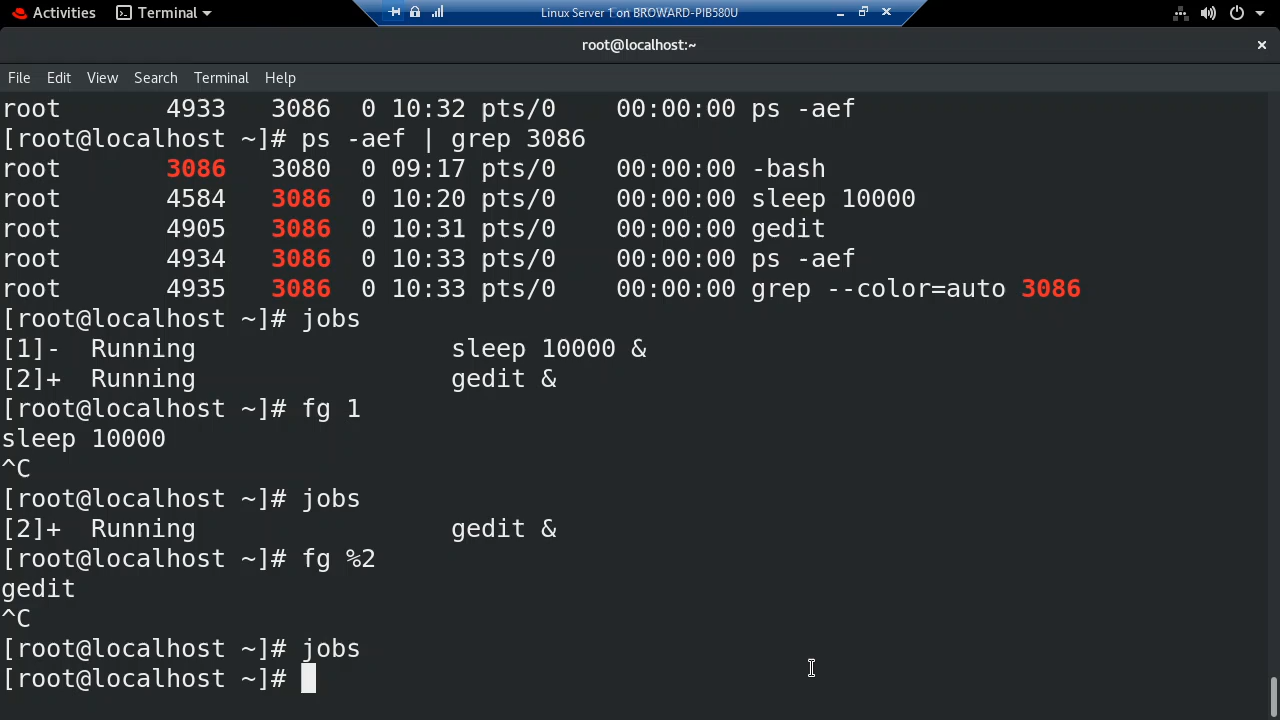 Activities Terminal Linux Server 1 on BROWARD-PIB580U
root@localhost:~
File Edit View Search Terminal Help
root 4933 3086 0 10:32 pts/0 00:00:00 ps -aef
[root@localhost ~]# ps -aef | grep 3086
root 3086 3080 0 09:17 pts/0 00:00:00 -bash
root 4584 3086 0 10:20 pts/0 00:00:00 sleep 10000
root 4905 3086 0 10:31 pts/0 00:00:00 gedit
root 4934 3086 0 10:33 pts/0 00:00:00 ps -aef
root 4935 3086 0 10:33 pts/0 00:00:00 grep --color=auto 3086
[root@localhost ~]# jobs
[1]- Running sleep 10000 &
[2]+ Running gedit &
[root@localhost ~]# fg 1
sleep 10000
^C
[root@localhost ~]# jobs
[2]+ Running gedit &
[root@localhost ~]# fg %2
gedit
^C
[root@localhost ~]# jobs
[root@localhost ~]#